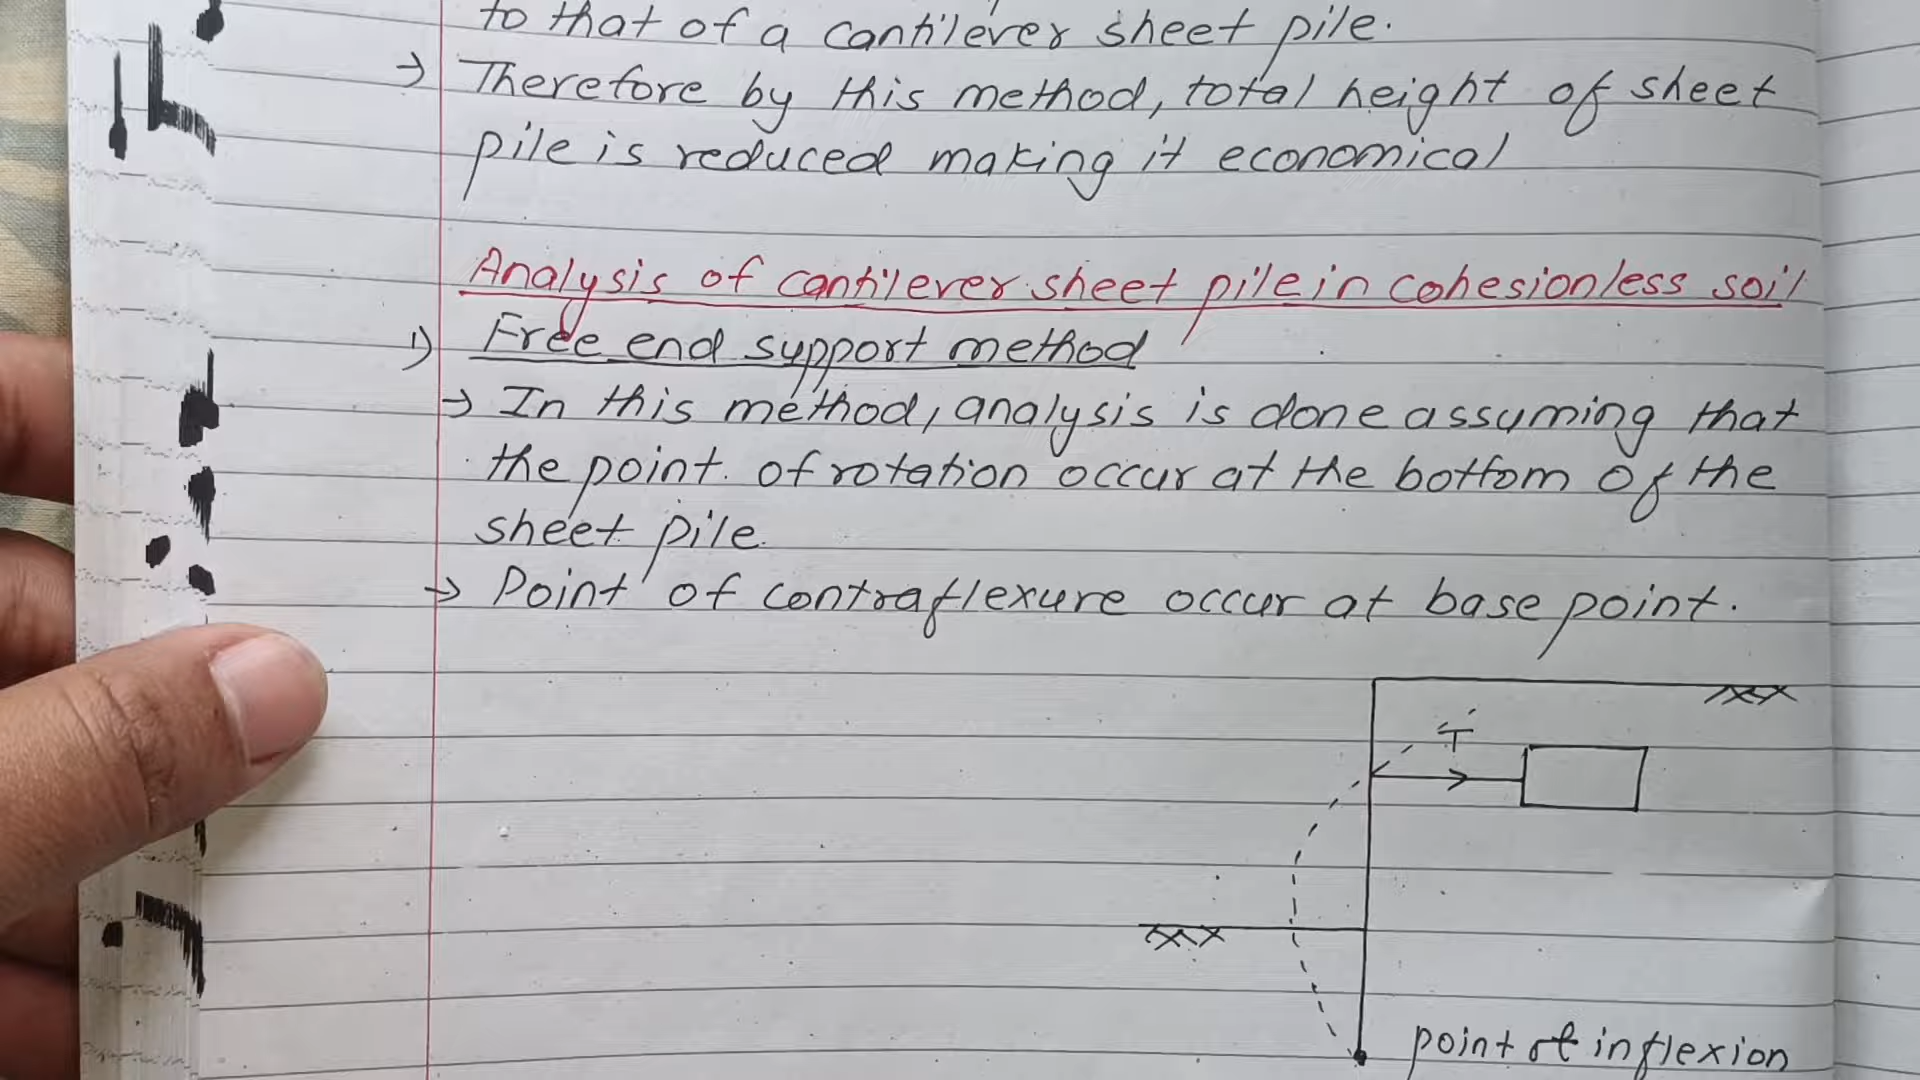 to that of a cantilever sheet pile.
→ Therefore by this method, total height of sheet
pile is reduced making it economical
Analysis of cantilever sheet pile in cohesionless soil
1) Free end support method
→ In this method, analysis is done assuming that
the point of rotation occur at the bottom of the
sheet pile.
→ Point of contraflexure occur at base point.
T
point of inflexion